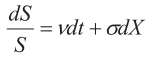 dS/S = νdt + σdX